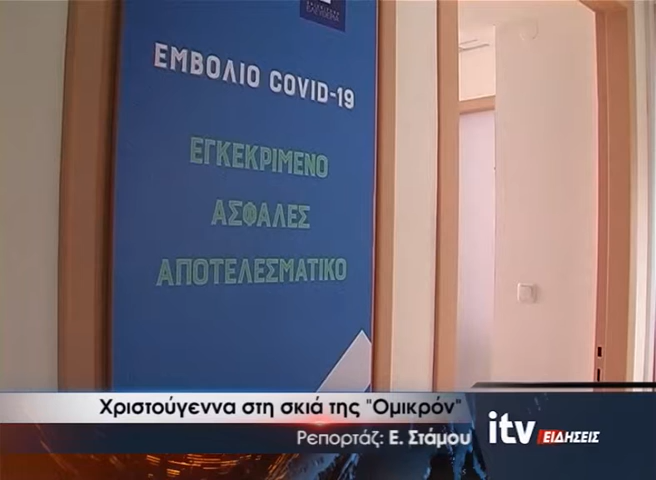 ΕΜΒΟΛΙΟ COVID-19
ΕΓΚΕΚΡΙΜΕΝΟ
ΑΣΦΑΛΕΣ
ΑΠΟΤΕΛΕΣΜΑΤΙΚΟ
Χριστούγεννα στη σκιά της "Ομικρόν"
Ρεπορτάζ: Ε. Στάμου
itv ΕΙΔΗΣΕΙΣ